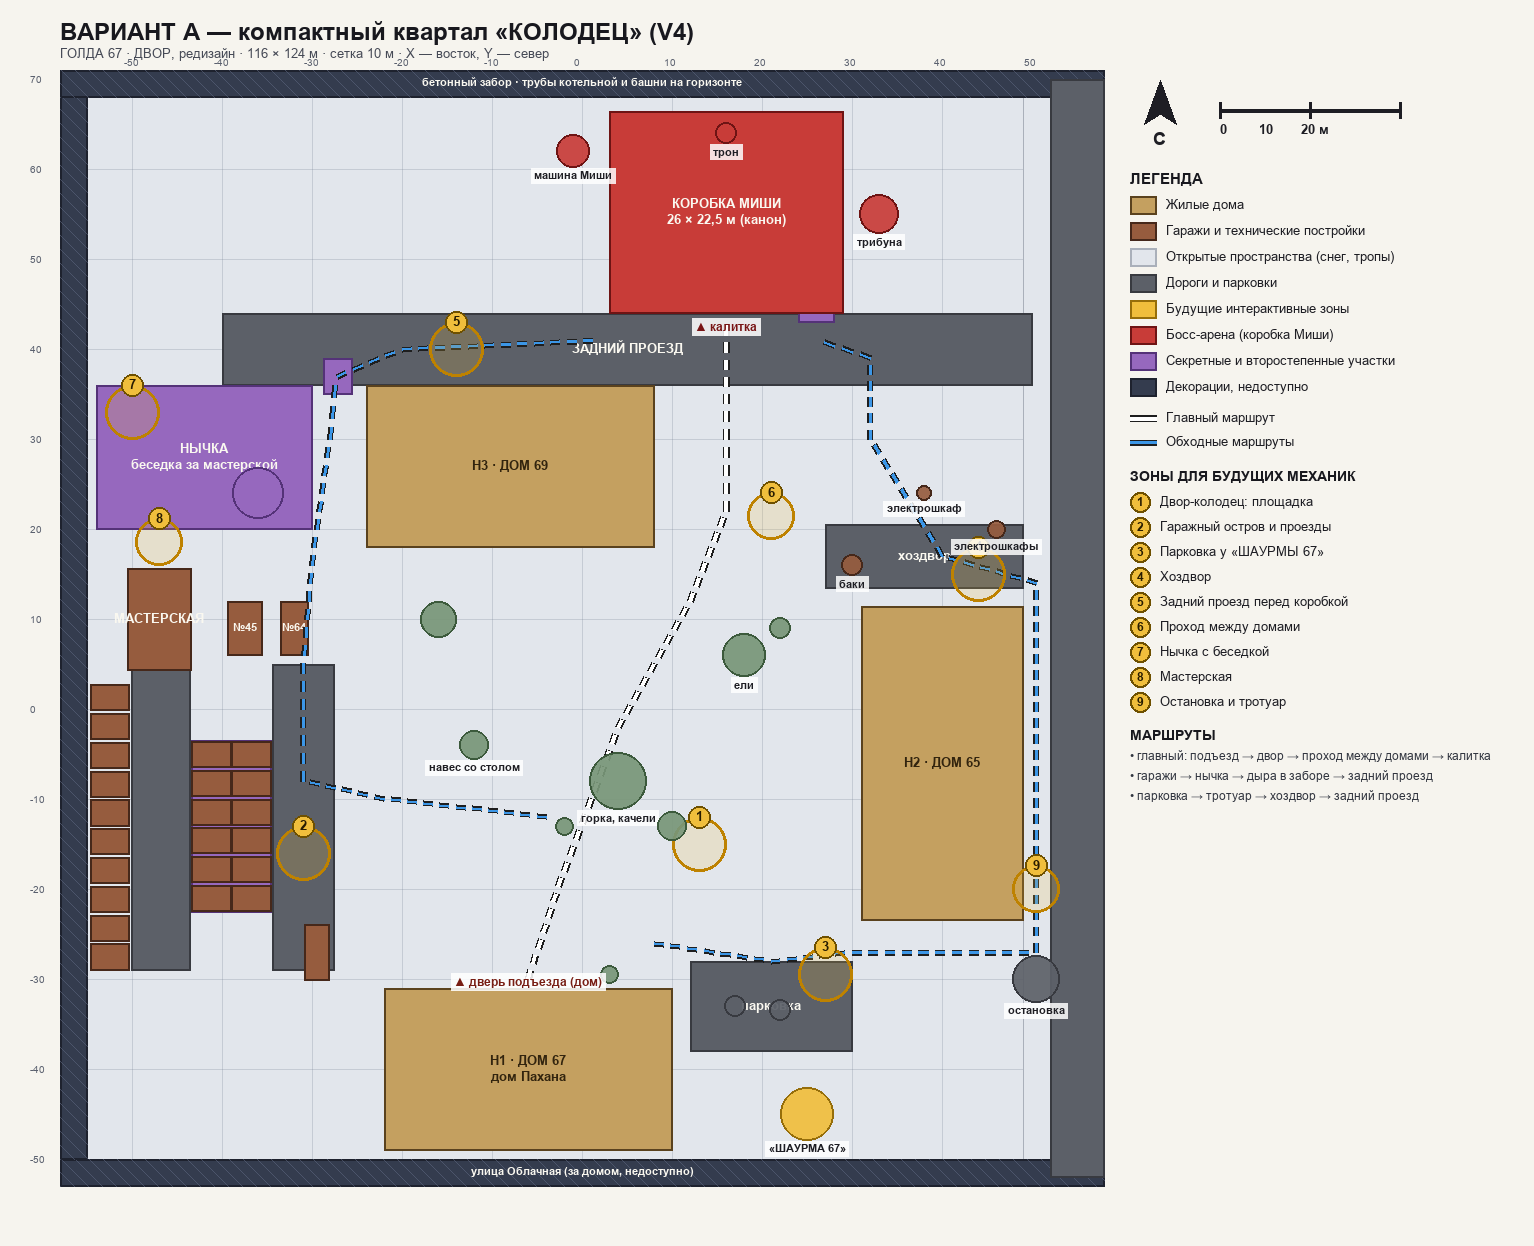 ВАРИАНТ А — компактный квартал «КОЛОДЕЦ» (V4)
ГОЛДА 67 · ДВОР, редизайн · 116 × 124 м · сетка 10 м · X — восток, Y — север
-50 -40 -30 -20 -10 0 10 20 30 40 50
70
бетонный забор · трубы котельной и башни на горизонте
60
трон
машина Миши
КОРОБКА МИШИ
26 × 22,5 м (канон)
трибуна
50
5
▲ калитка
40
ЗАДНИЙ ПРОЕЗД
7
30
НЫЧКА
беседка за мастерской
Н3 · ДОМ 69
6
электрошкаф
20
8
электрошкафы
хоздвор
баки
10
МАСТЕРСКАЯ
№45
№64
ели
0
навес со столом
Н2 · ДОМ 65
-10
горка, качели
1
2
-20
9
3
-30
▲ дверь подъезда (дом)
парковка
остановка
-40
Н1 · ДОМ 67
дом Пахана
«ШАУРМА 67»
-50
улица Облачная (за домом, недоступно)
С
0 10 20 м
ЛЕГЕНДА
Жилые дома
Гаражи и технические постройки
Открытые пространства (снег, тропы)
Дороги и парковки
Будущие интерактивные зоны
Босс-арена (коробка Миши)
Секретные и второстепенные участки
Декорации, недоступно
Главный маршрут
Обходные маршруты
ЗОНЫ ДЛЯ БУДУЩИХ МЕХАНИК
1 Двор-колодец: площадка
2 Гаражный остров и проезды
3 Парковка у «ШАУРМЫ 67»
4 Хоздвор
5 Задний проезд перед коробкой
6 Проход между домами
7 Нычка с беседкой
8 Мастерская
9 Остановка и тротуар
МАРШРУТЫ
• главный: подъезд → двор → проход между домами → калитка
• гаражи → нычка → дыра в заборе → задний проезд
• парковка → тротуар → хоздвор → задний проезд